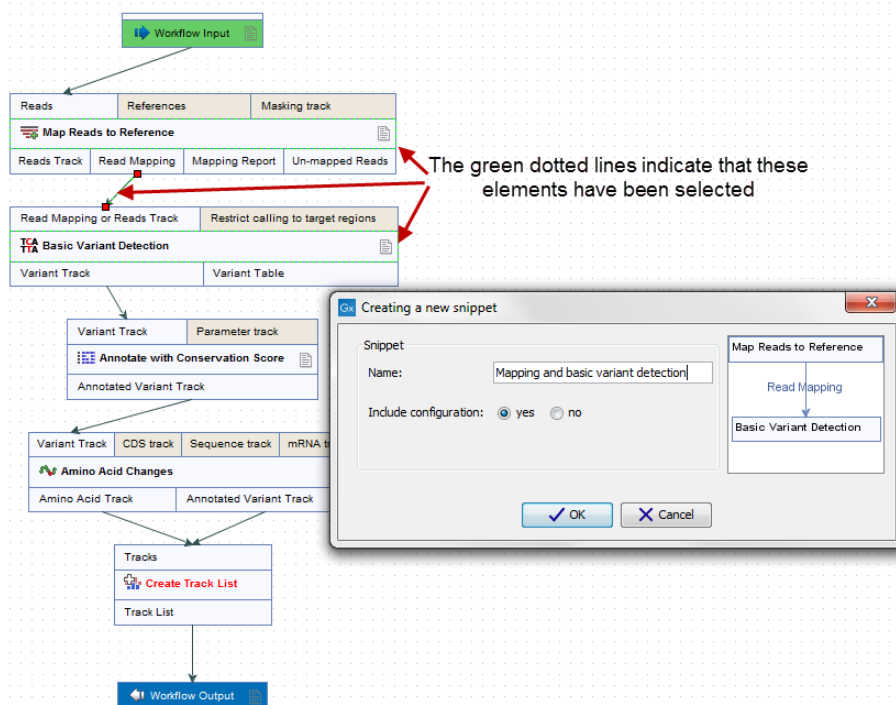 Workflow Input
Reads References Masking track
Map Reads to Reference
Reads Track Read Mapping Mapping Report Un-mapped Reads
The green dotted lines indicate that these
elements have been selected
Read Mapping or Reads Track Restrict calling to target regions
TCA
TTA Basic Variant Detection
Variant Track Variant Table
Variant Track Parameter track
Annotate with Conservation Score
Annotated Variant Track
Variant Track CDS track Sequence track mRNA
Amino Acid Changes
Amino Acid Track Annotated Variant Track
Tracks
Create Track List
Track List
Workflow Output
Gx Creating a new snippet
Snippet
Name: Mapping and basic variant detection
Include configuration: yes no
Map Reads to Reference
Read Mapping
Basic Variant Detection
OK Cancel